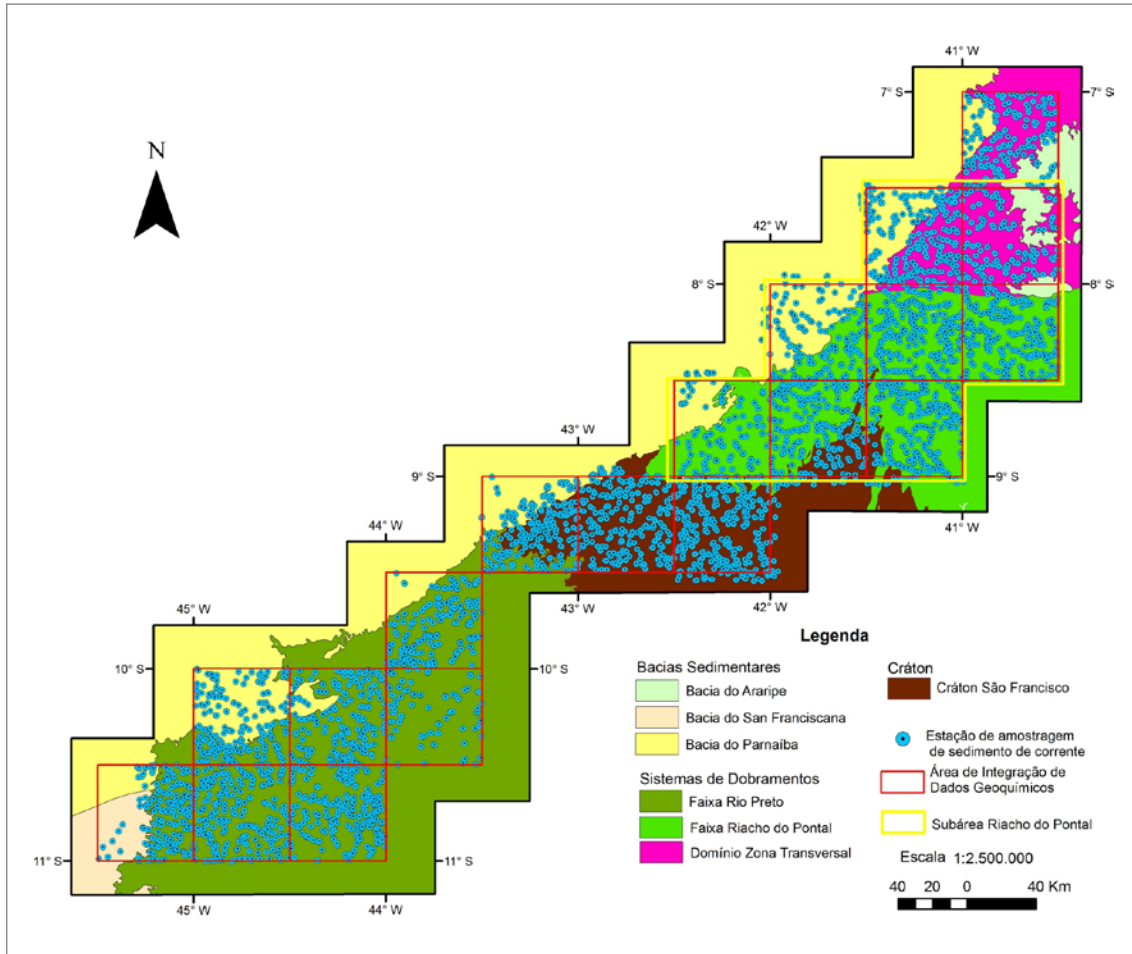 41° W
7° S
7° S
N
42° W
8° S
8° S
43° W
9° S
9° S
44° W
41° W
45° W
43° W
42° W
10° S
10° S
Legenda
Bacias Sedimentares
Bacia do Araripe
Bacia do San Franciscana
Bacia do Parnaíba
Sistemas de Dobramentos
Faixa Rio Preto
Faixa Riacho do Pontal
Domínio Zona Transversal
Cráton
Cráton São Francisco
Estação de amostragem
de sedimento de corrente
Área de Integração de
Dados Geoquímicos
Subárea Riacho do Pontal
Escala 1:2.500.000
40 20 0 40 Km
11° S
11° S
45° W
44° W